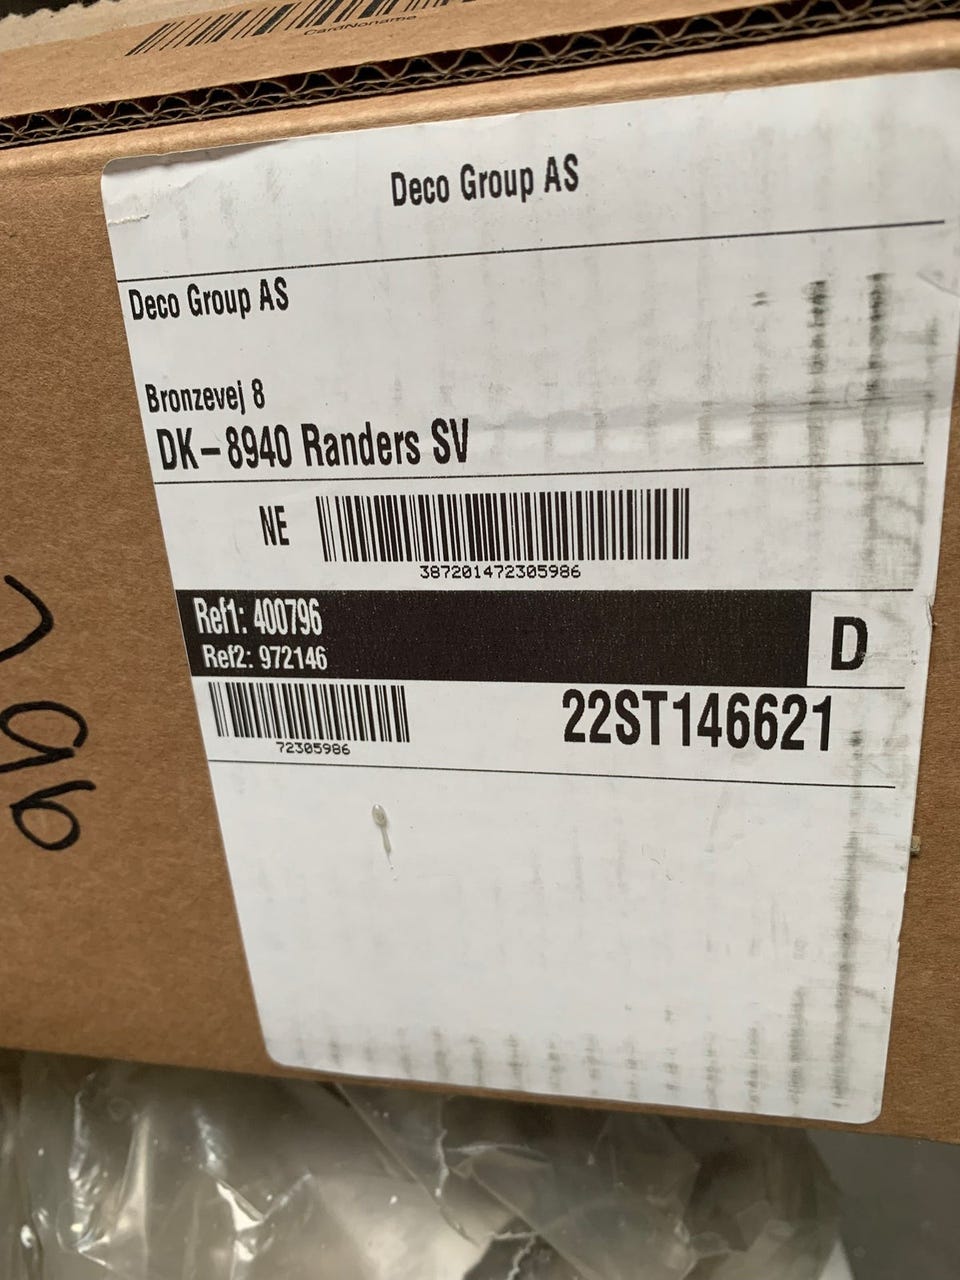 CardNoname
Deco Group AS
Deco Group AS
Bronzevej 8
DK-8940 Randers SV
NE
387201472305986
Ref1: 400796
Ref2: 972146
D
72305986
22ST146621